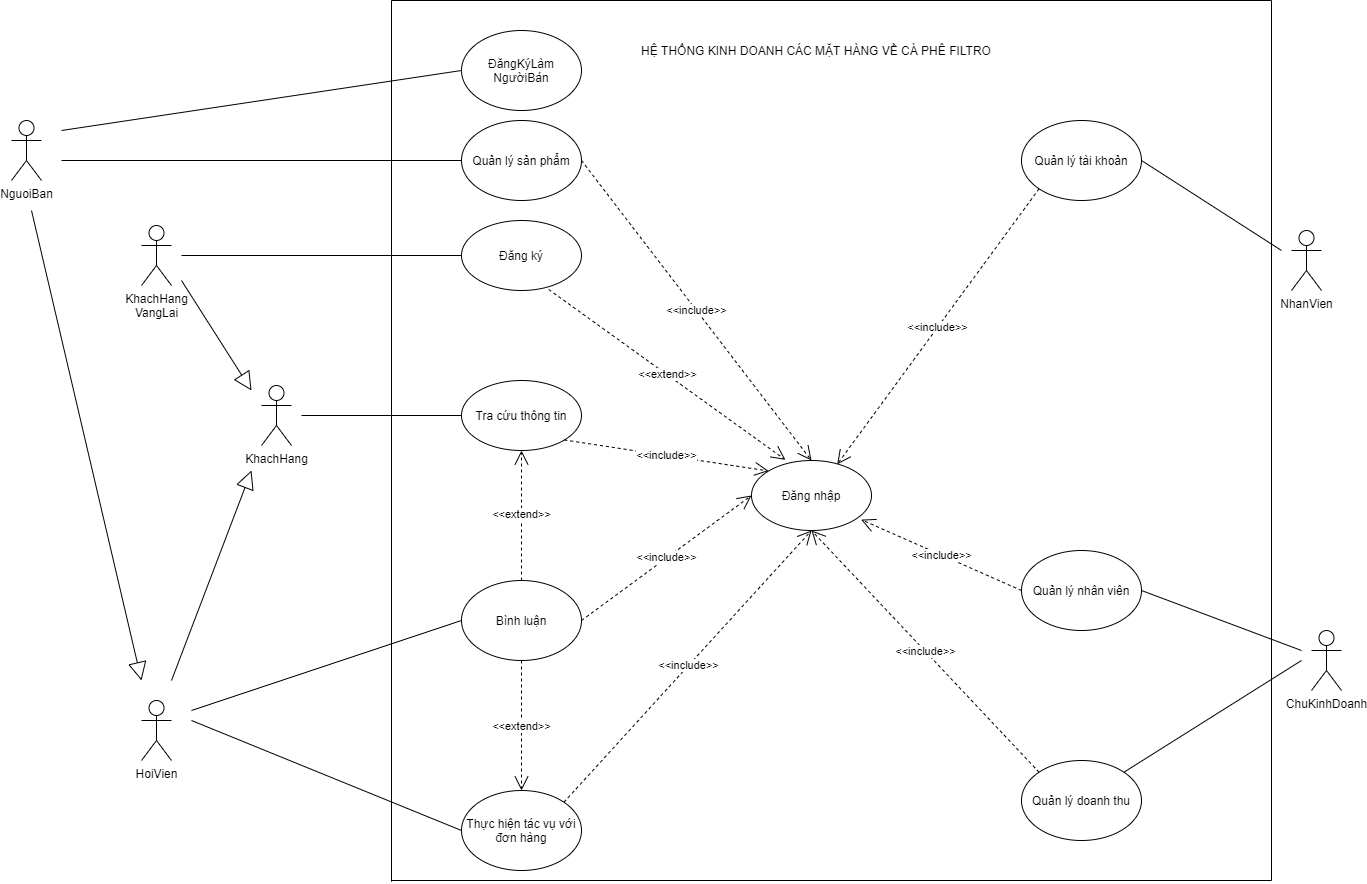 HỆ THỐNG KINH DOANH CÁC MẶT HÀNG VỀ CÀ PHÊ FILTRO
ĐăngKýLàm
NgườiBán
Quản lý sản phẩm
Quản lý tài khoản
NguoiBan
Đăng ký
KhachHang
VangLai
NhanVien
<<include>>
<<include>>
<<extend>>
Tra cứu thông tin
KhachHang
<<include>>
Đăng nhập
<<extend>>
<<include>>
<<include>>
Quản lý nhân viên
Bình luận
<<include>>
<<include>>
ChuKinhDoanh
<<extend>>
HoiVien
Quản lý doanh thu
Thực hiện tác vụ với
đơn hàng